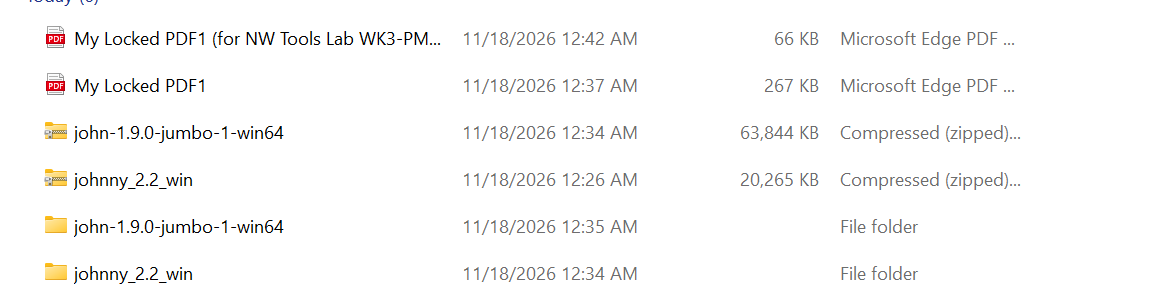 Today (6)
My Locked PDF1 (for NW Tools Lab WK3-PM... 11/18/2026 12:42 AM 66 KB Microsoft Edge PDF ...
My Locked PDF1 11/18/2026 12:37 AM 267 KB Microsoft Edge PDF ...
john-1.9.0-jumbo-1-win64 11/18/2026 12:34 AM 63,844 KB Compressed (zipped)...
johnny_2.2_win 11/18/2026 12:26 AM 20,265 KB Compressed (zipped)...
john-1.9.0-jumbo-1-win64 11/18/2026 12:35 AM File folder
johnny_2.2_win 11/18/2026 12:34 AM File folder